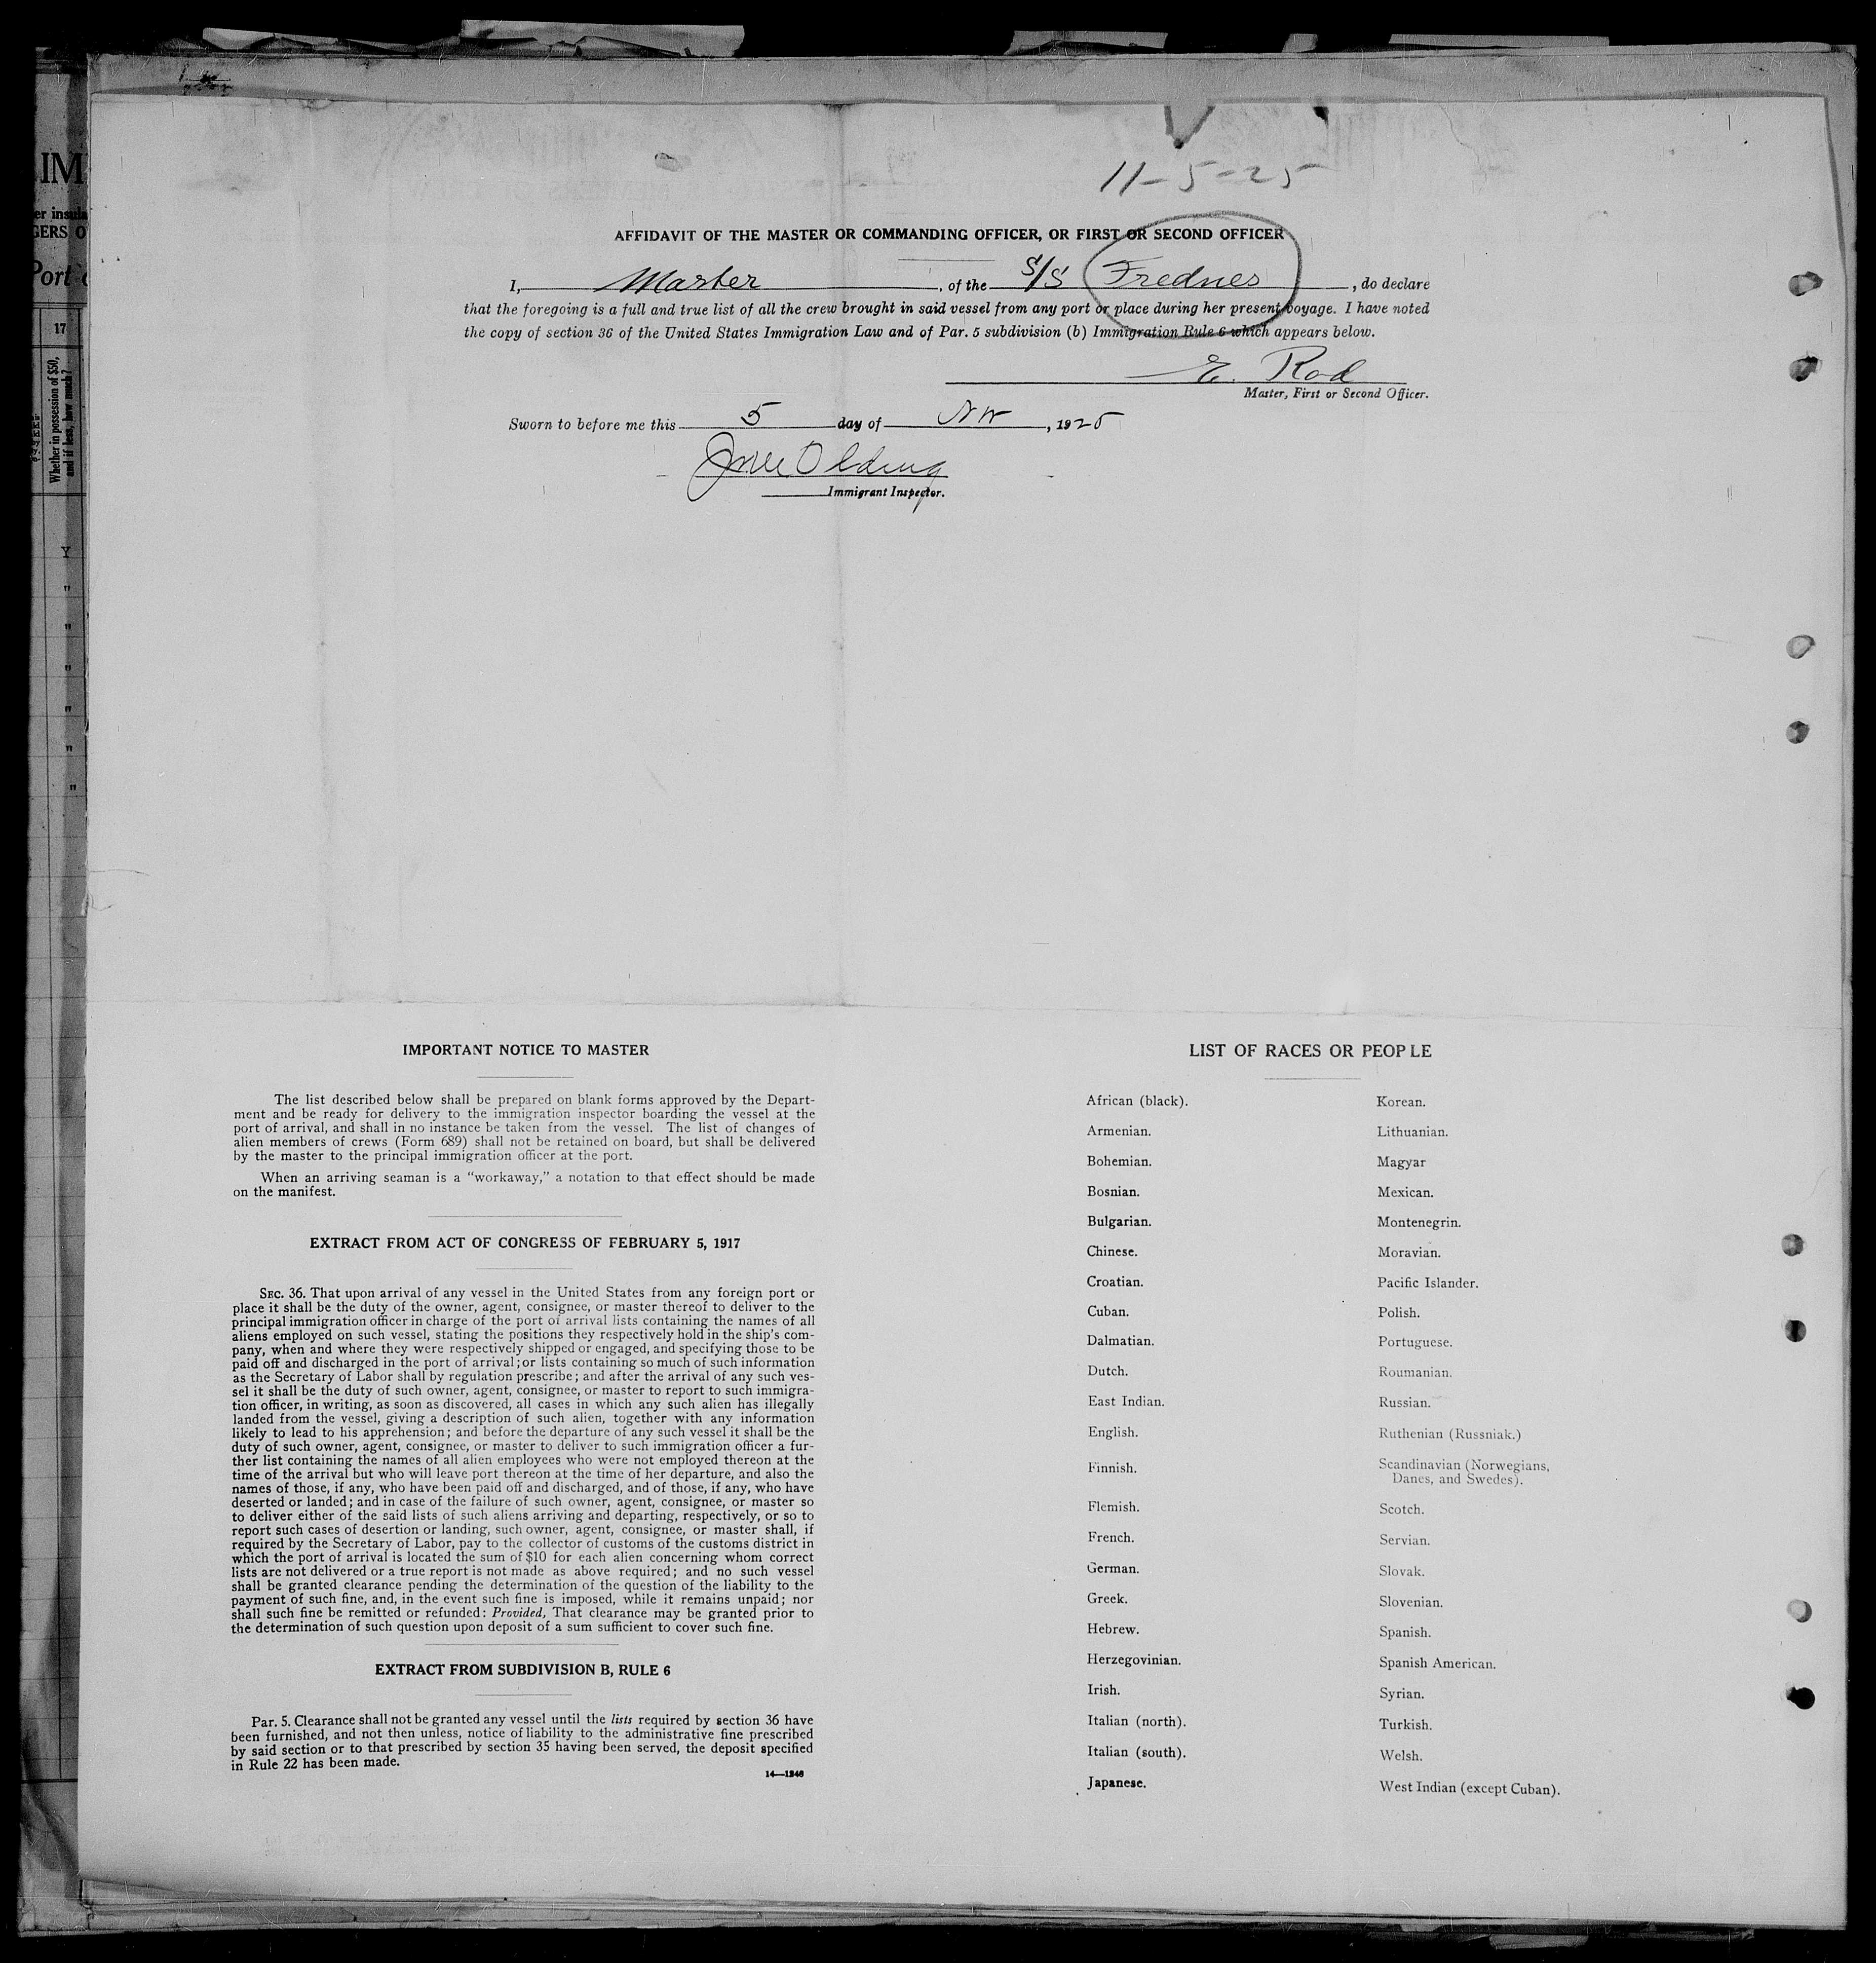 11-5-25
AFFIDAVIT OF THE MASTER OR COMMANDING OFFICER, OR FIRST OR SECOND OFFICER
I, Master, of the S/S Frednes, do declare
that the foregoing is a full and true list of all the crew brought in said vessel from any port or place during her present voyage. I have noted
the copy of section 36 of the United States Immigration Law and of Par. 5 subdivision (b) Immigration Rule 6 which appears below.
E. Rod
Master, First or Second Officer.
Sworn to before me this 5 day of Nov, 1925
Olding
Immigrant Inspector.
IM
er insula
GERS O
Port
17
Whether in possession of $50,
and if less, how much?
Y
"
"
"
"
"
"
IMPORTANT NOTICE TO MASTER
The list described below shall be prepared on blank forms approved by the Depart-
ment and be ready for delivery to the immigration inspector boarding the vessel at the
port of arrival, and shall in no instance be taken from the vessel. The list of changes of
alien members of crews (Form 689) shall not be retained on board, but shall be delivered
by the master to the principal immigration officer at the port.
When an arriving seaman is a "workaway," a notation to that effect should be made
on the manifest.
EXTRACT FROM ACT OF CONGRESS OF FEBRUARY 5, 1917
SEC. 36. That upon arrival of any vessel in the United States from any foreign port or
place it shall be the duty of the owner, agent, consignee, or master thereof to deliver to the
principal immigration officer in charge of the port of arrival lists containing the names of all
aliens employed on such vessel, stating the positions they respectively hold in the ship's com-
pany, when and where they were respectively shipped or engaged, and specifying those to be
paid off and discharged in the port of arrival; or lists containing so much of such information
as the Secretary of Labor shall by regulation prescribe; and after the arrival of any such ves-
sel it shall be the duty of such owner, agent, consignee, or master to report to such immigra-
tion officer, in writing, as soon as discovered, all cases in which any such alien has illegally
landed from the vessel, giving a description of such alien, together with any information
likely to lead to his apprehension; and before the departure of any such vessel it shall be the
duty of such owner, agent, consignee, or master to deliver to such immigration officer a fur-
ther list containing the names of all alien employees who were not employed thereon at the
time of the arrival but who will leave port thereon at the time of her departure, and also the
names of those, if any, who have been paid off and discharged, and of those, if any, who have
deserted or landed; and in case of the failure of such owner, agent, consignee, or master so
to deliver either of the said lists of such aliens arriving and departing, respectively, or so to
report such cases of desertion or landing, such owner, agent, consignee, or master shall, if
required by the Secretary of Labor, pay to the collector of customs of the customs district in
which the port of arrival is located the sum of $10 for each alien concerning whom correct
lists are not delivered or a true report is not made as above required; and no such vessel
shall be granted clearance pending the determination of the question of the liability to the
payment of such fine, and, in the event such fine is imposed, while it remains unpaid; nor
shall such fine be remitted or refunded: Provided, That clearance may be granted prior to
the determination of such question upon deposit of a sum sufficient to cover such fine.
EXTRACT FROM SUBDIVISION B, RULE 6
Par. 5. Clearance shall not be granted any vessel until the lists required by section 36 have
been furnished, and not then unless, notice of liability to the administrative fine prescribed
by said section or to that prescribed by section 35 having been served, the deposit specified
in Rule 22 has been made.
14—1246
LIST OF RACES OR PEOPLE
African (black).
Armenian.
Bohemian.
Bosnian.
Bulgarian.
Chinese.
Croatian.
Cuban.
Dalmatian.
Dutch.
East Indian.
English.
Finnish.
Flemish.
French.
German.
Greek.
Hebrew.
Herzegovinian.
Irish.
Italian (north).
Italian (south).
Japanese.
Korean.
Lithuanian.
Magyar
Mexican.
Montenegrin.
Moravian.
Pacific Islander.
Polish.
Portuguese.
Roumanian.
Russian.
Ruthenian (Russniak.)
Scandinavian (Norwegians,
Danes, and Swedes).
Scotch.
Servian.
Slovak.
Slovenian.
Spanish.
Spanish American.
Syrian.
Turkish.
Welsh.
West Indian (except Cuban).